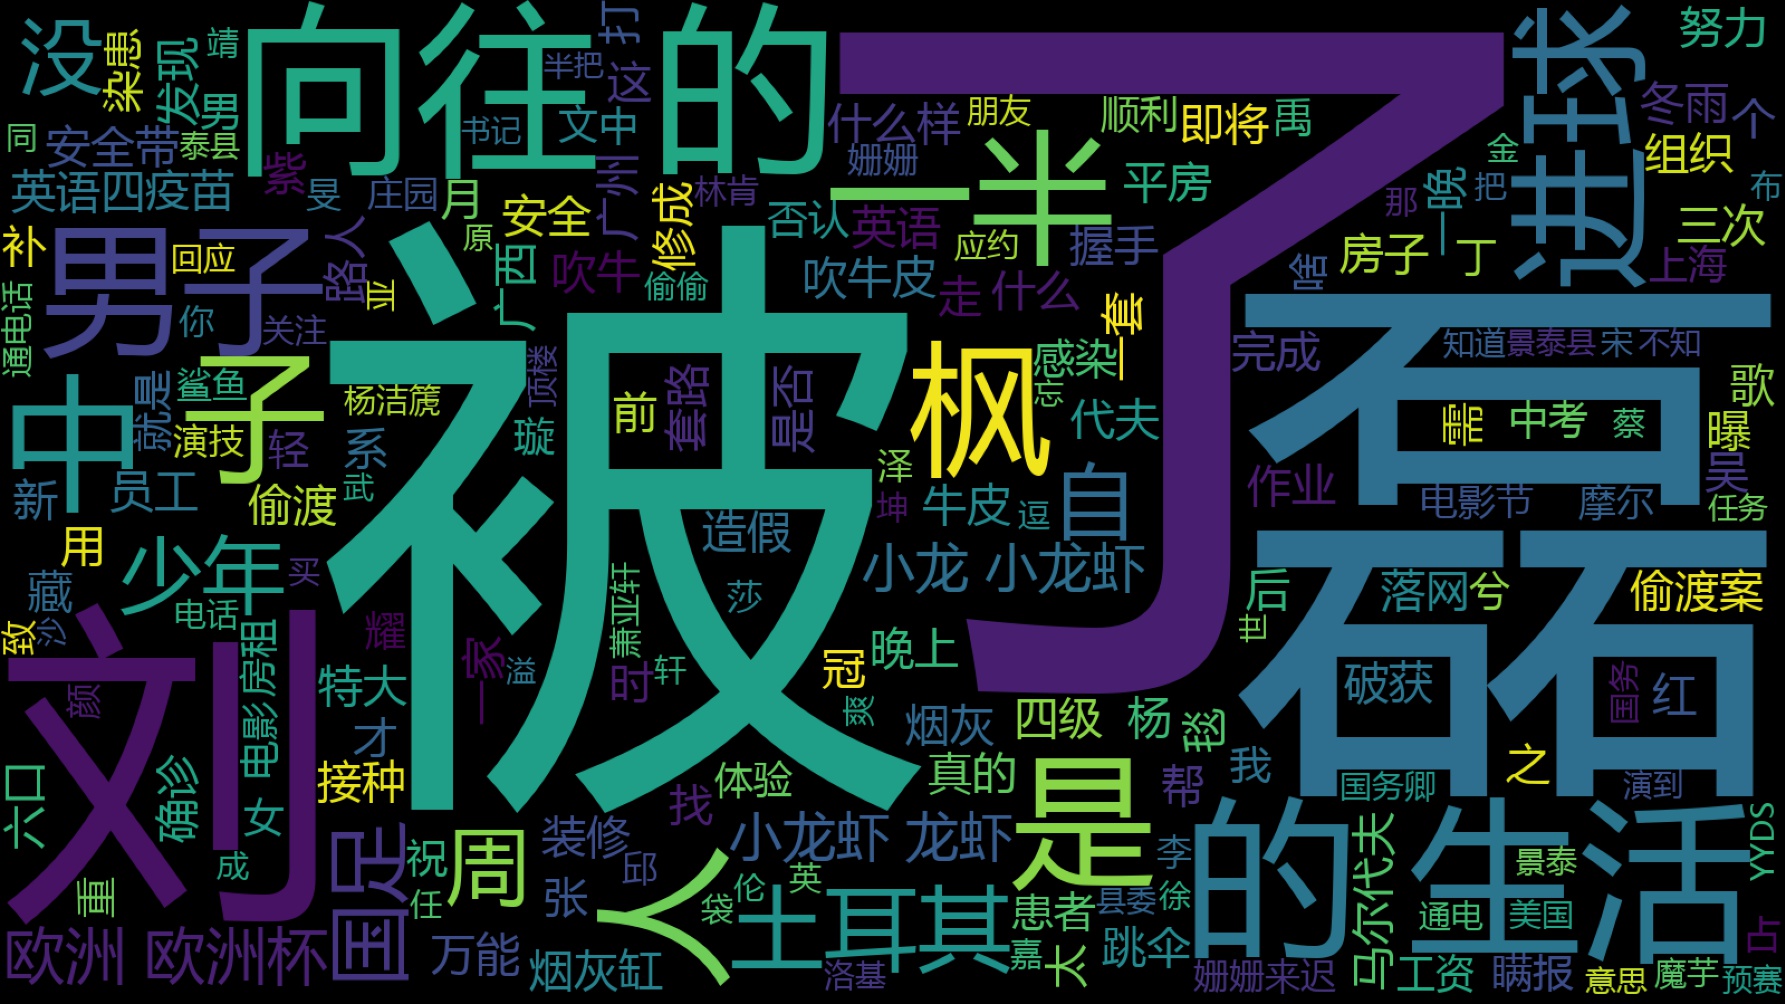 没
染患
发现
靖
男
向往的
半把
打
这
书记
文中
什么样
朋友
顺利
即将
禹
进球
努力
冬雨
个
同
安全带
泰县
紫
旻
庄园
月
英语四疫苗
安全
原
广州
修成
林肯
姗姗
否认
英语
应约
一半
平房
握手
那
一晚
把
金
组织
布
三次
上海
补
男子
回应
你
关注
路人
亚
广西
吹牛
偷偷
吹牛皮
走
什么
一套
啥
房子
一丁
了
磊
通电话
子
鲨鱼
就是
演技
轻
杨洁篪
系
武
顶楼
璇
被
前
套路
是否
枫
感染
忘
代夫
完成
知道
景泰县
宋
不知
歌
需
中考
蔡
曝
吴
中
新
员工
偷渡
泽
坤
牛皮
逗
自
作业
电影节
摩尔
任务
用
少年
买
藏
沙
电话
致
造假
莎
小龙
小龙虾
后
世
落网
兮
偷渡案
刘
颜
房租
电影
耀
特大
一家
溢
萧亚轩
时
轩
冠
晚上
爽
烟灰
四级
杨
破获
国务
红
才
接种
六口
确诊
女
成
重
国足
祝
任
周
找
体验
真的
是
帮
我
国务卿
之
演到
装修
邱
小龙虾
龙虾
张
人
袋
伦
英
土耳其
患者
县委
李
徐
的生活
马尔代夫
景泰
YYDS
欧洲
欧洲杯
万能
烟灰缸
洛基
嘉
太
跳伞
姗姗来迟
通电
美国
工资
瞒报
意思
魔芋
占
预赛